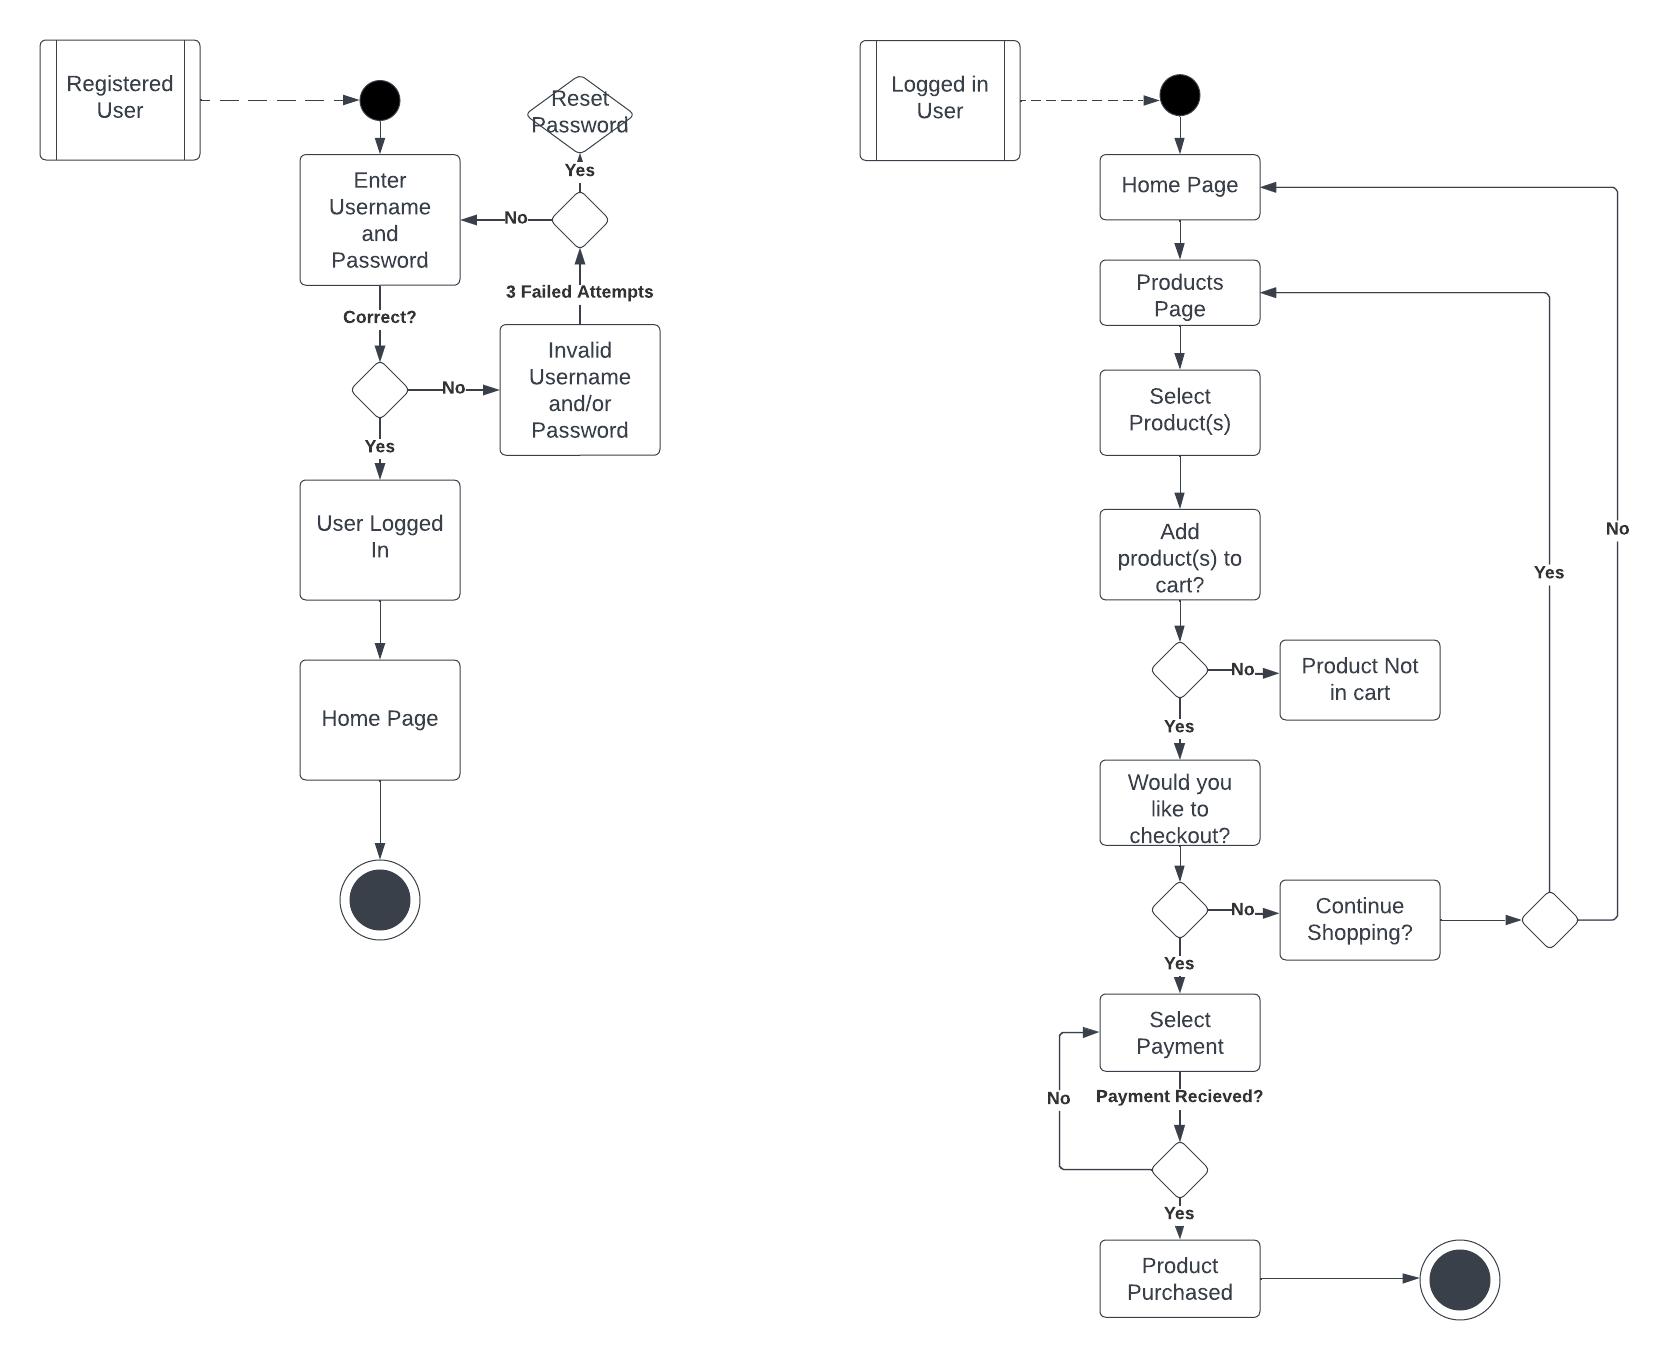 Registered
User
Reset
Password
Yes
Enter
Username
and
Password
No
3 Failed Attempts
Correct?
Invalid
Username
and/or
Password
No
Yes
User Logged
In
Home Page
Logged in
User
Home Page
Products
Page
Select
Product(s)
Add
product(s) to
cart?
No
Yes
No
Product Not
in cart
Yes
Would you
like to
checkout?
No
Continue
Shopping?
Yes
Select
Payment
No
Payment Recieved?
Yes
Product
Purchased